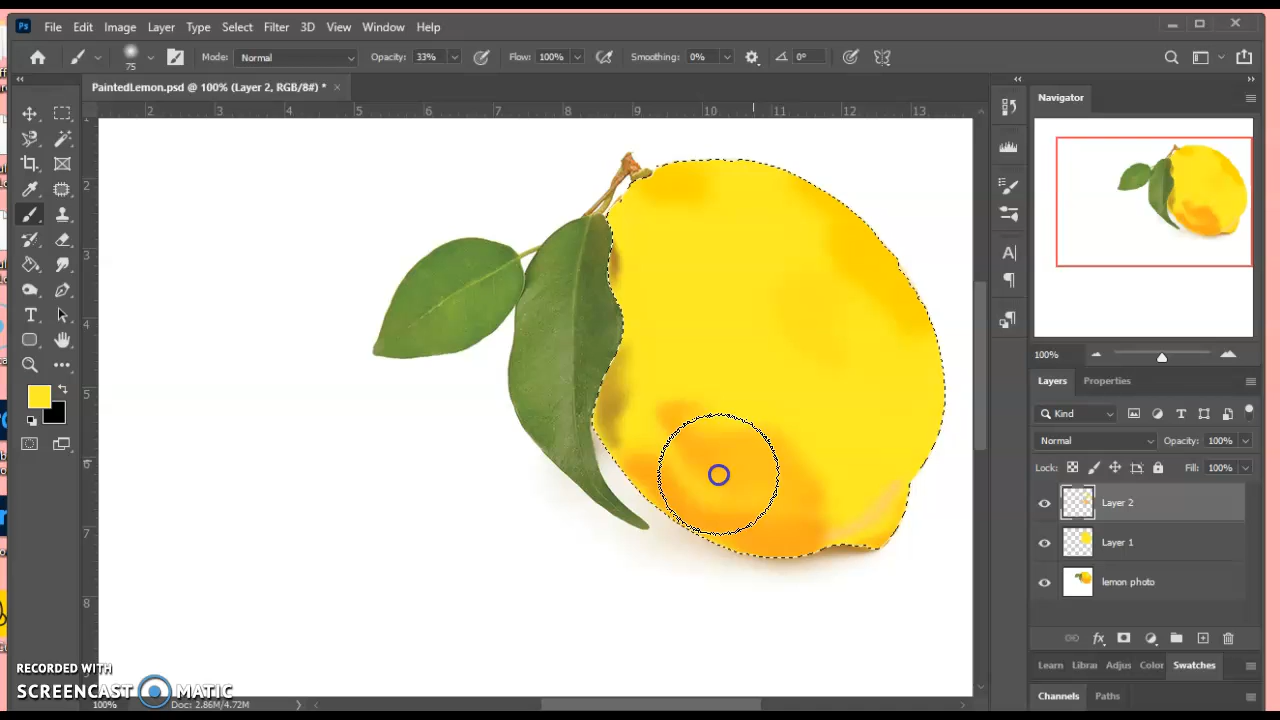 Ps File Edit Image Layer Type Select Filter 3D View Window Help
75 Mode: Normal Opacity: 33% Flow: 100% Smoothing: 0% 0°
PaintedLemon.psd @ 100% (Layer 2, RGB/8#) * ×
2 3 4 5 6 7 8 9 10 11 12 13
2
3
4
5
6
7
8
Navigator
100%
Layers Properties
Kind
Normal Opacity: 100%
Lock: Fill: 100%
Layer 2
Layer 1
lemon photo
fx
Learn Librar Adjus Color Swatches
Channels Paths
RECORDED WITH
SCREENCAST MATIC
100% Doc: 2.86M/4.72M